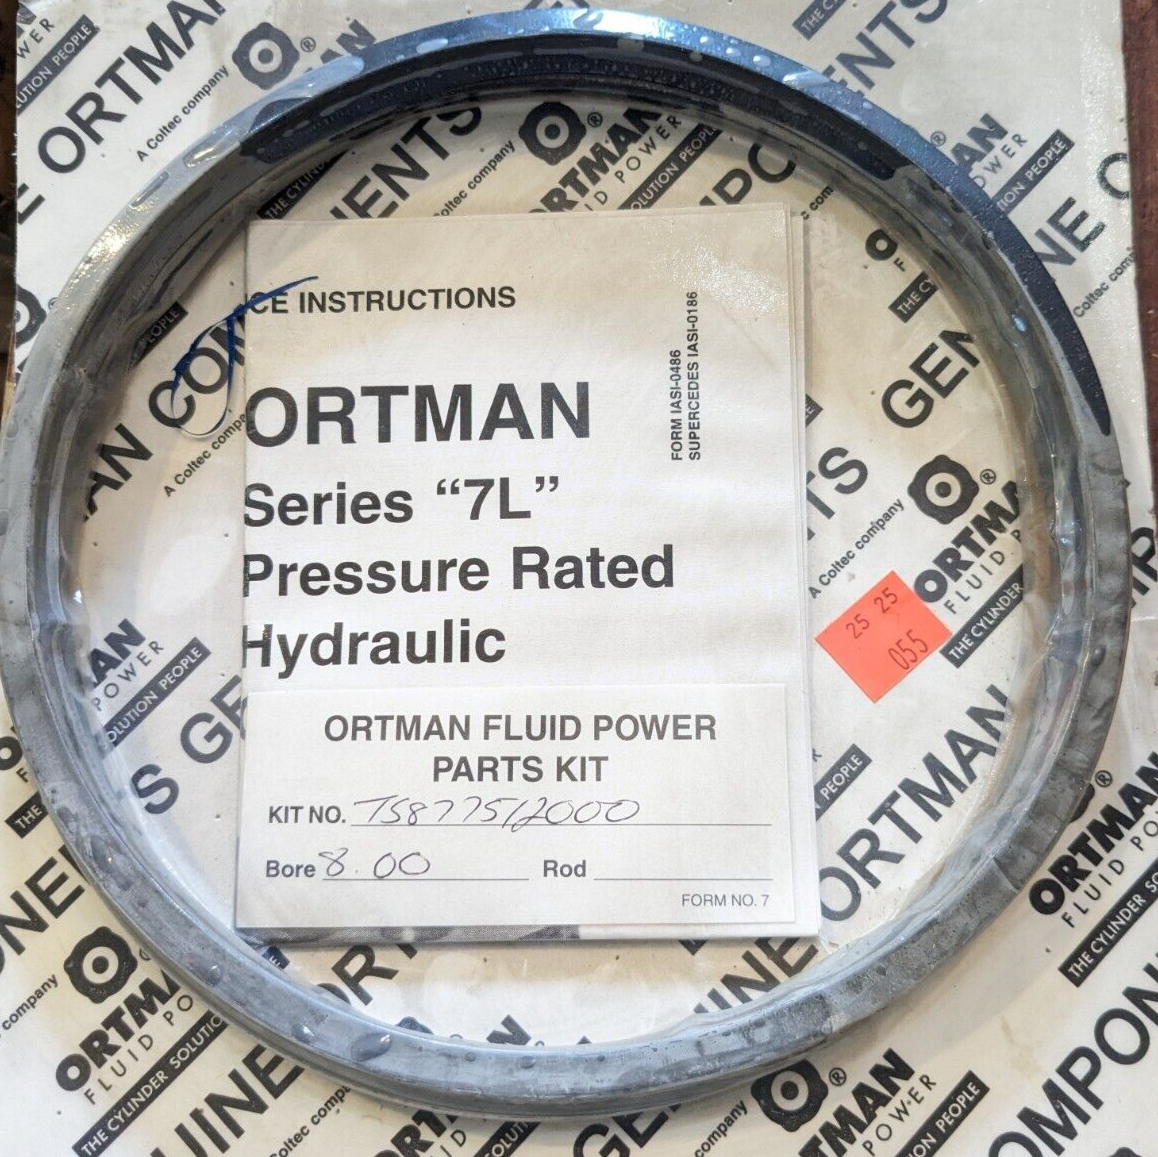 CE INSTRUCTIONS
FORM IASI-0486
SUPERCEDES IASI-0186
ORTMAN
Series “7L”
Pressure Rated
Hydraulic
ORTMAN FLUID POWER
PARTS KIT
KIT NO. TS877512000
Bore 8.00 Rod
FORM NO. 7
25 25
055
ORTMAN
A Coltec company
ORTMAN
FLUID POWER
THE CYLINDER SOLUTION PEOPLE
GENUINE
COMPONENTS